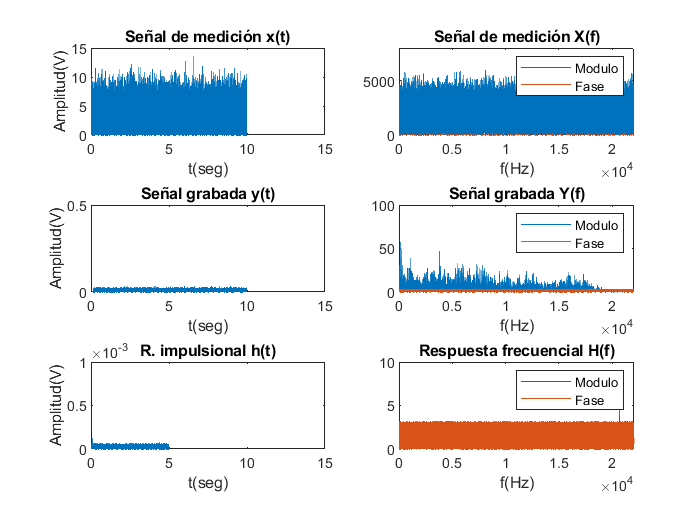 Señal de medición x(t)
Amplitud(V)
15
10
5
0
0 5 10 15
t(seg)
Señal de medición X(f)
5000
0
Modulo
Fase
0 0.5 1 1.5 2
×10^4
f(Hz)
Señal grabada y(t)
Amplitud(V)
0.5
0
0 5 10 15
t(seg)
Señal grabada Y(f)
100
50
0
Modulo
Fase
0 0.5 1 1.5 2
×10^4
f(Hz)
R. impulsional h(t)
×10^-3
Amplitud(V)
1
0.5
0
0 5 10 15
t(seg)
Respuesta frecuencial H(f)
10
5
0
Modulo
Fase
0 0.5 1 1.5 2
×10^4
f(Hz)